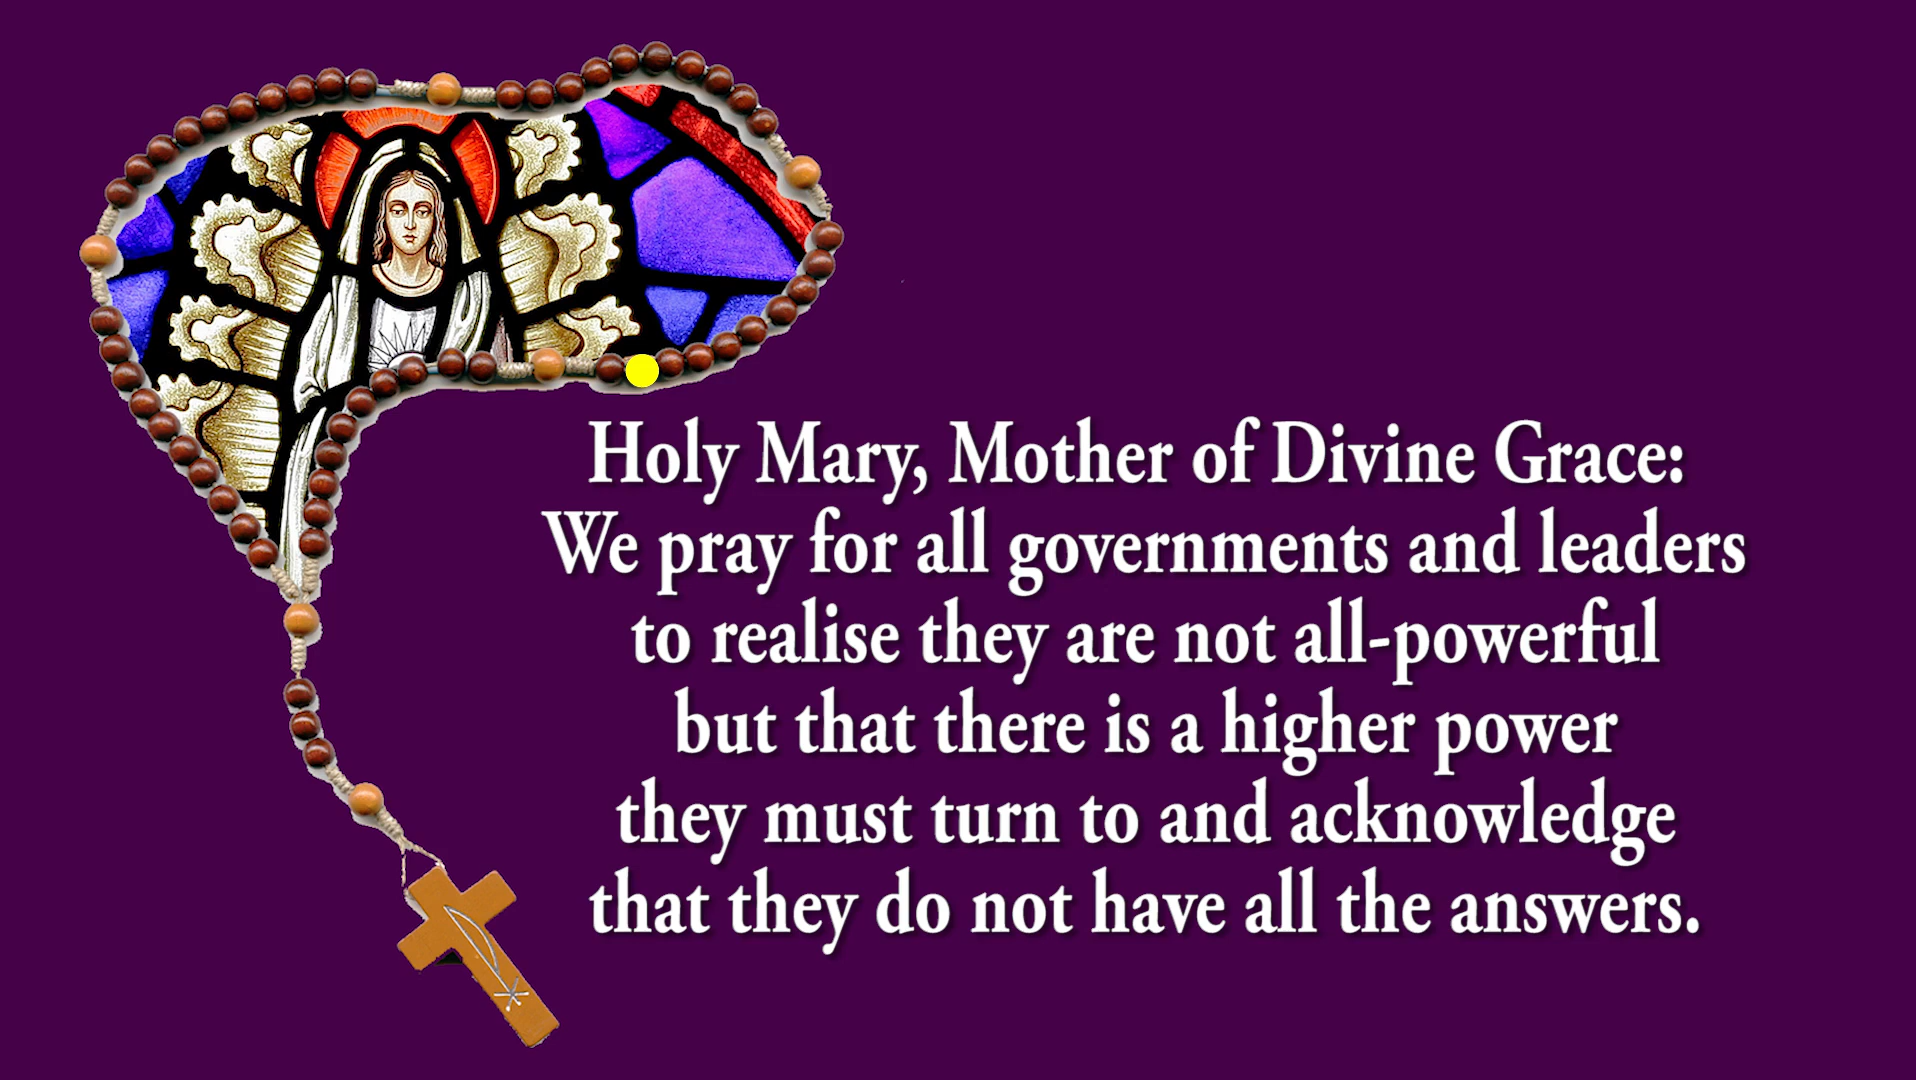 Holy Mary, Mother of Divine Grace:
We pray for all governments and leaders
to realise they are not all-powerful
but that there is a higher power
they must turn to and acknowledge
that they do not have all the answers.